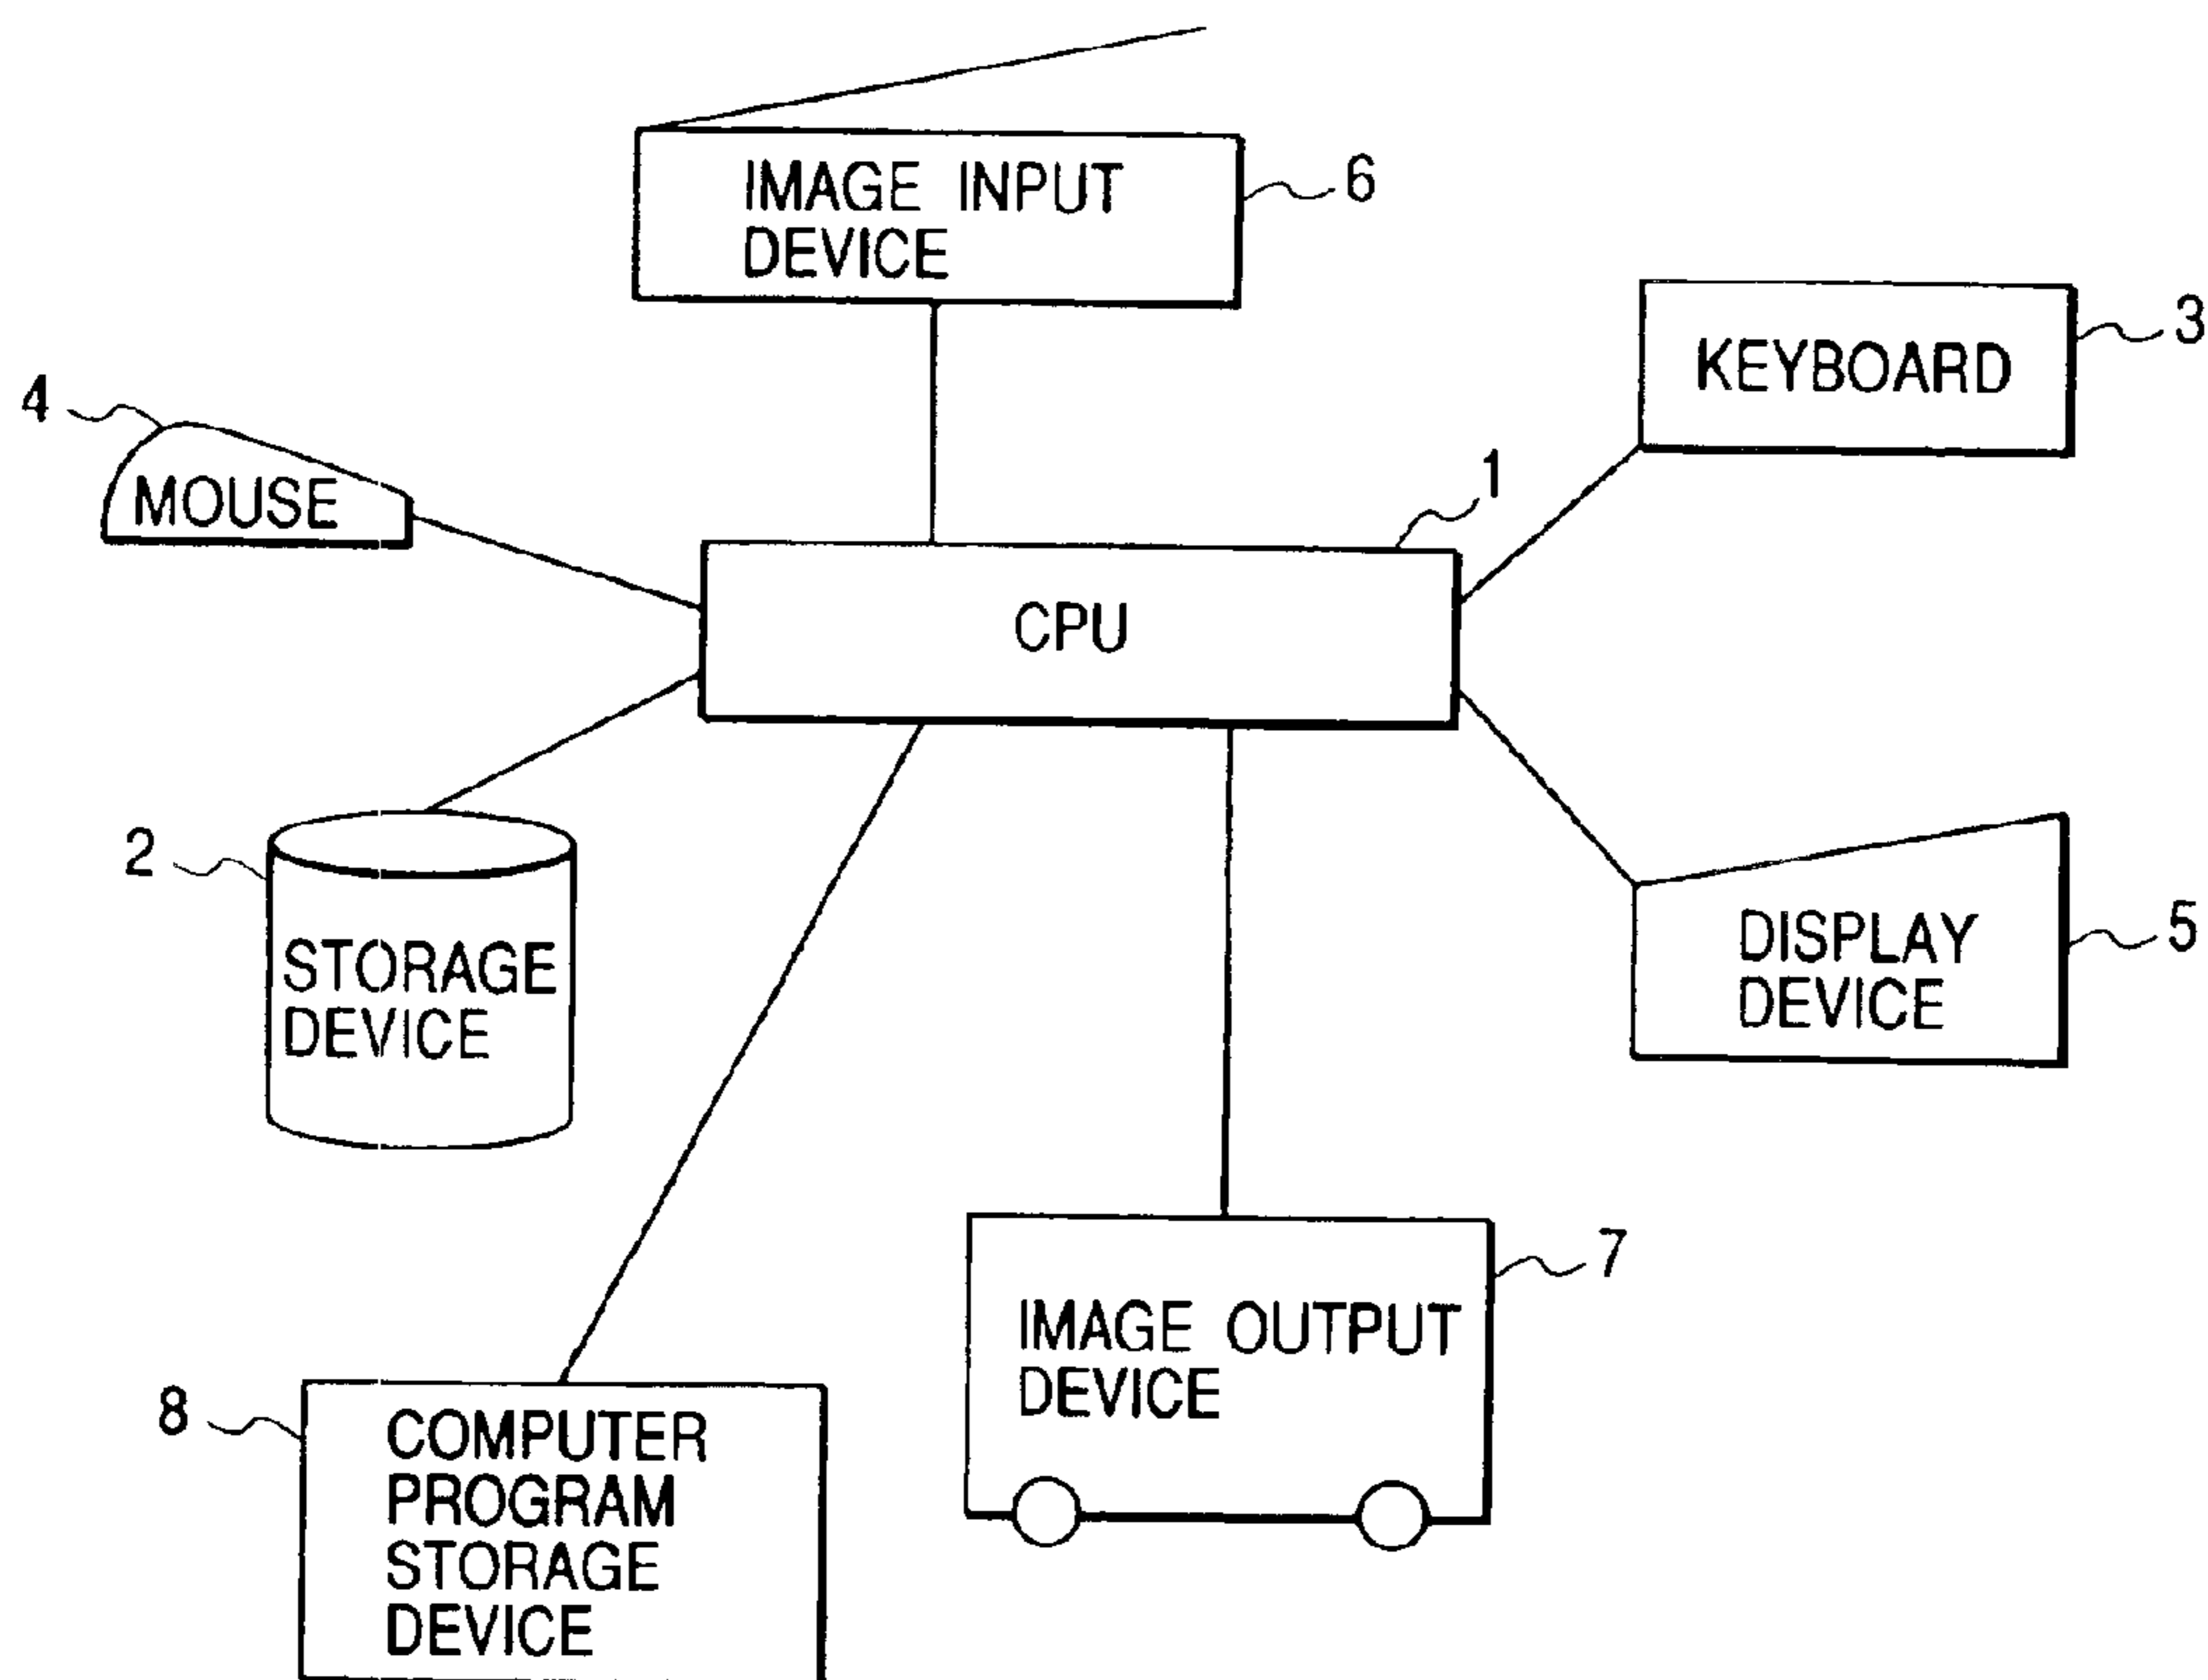 IMAGE INPUT
DEVICE
6
KEYBOARD
3
4
MOUSE
1
CPU
2
STORAGE
DEVICE
DISPLAY
DEVICE
5
IMAGE OUTPUT
DEVICE
7
8
COMPUTER
PROGRAM
STORAGE
DEVICE